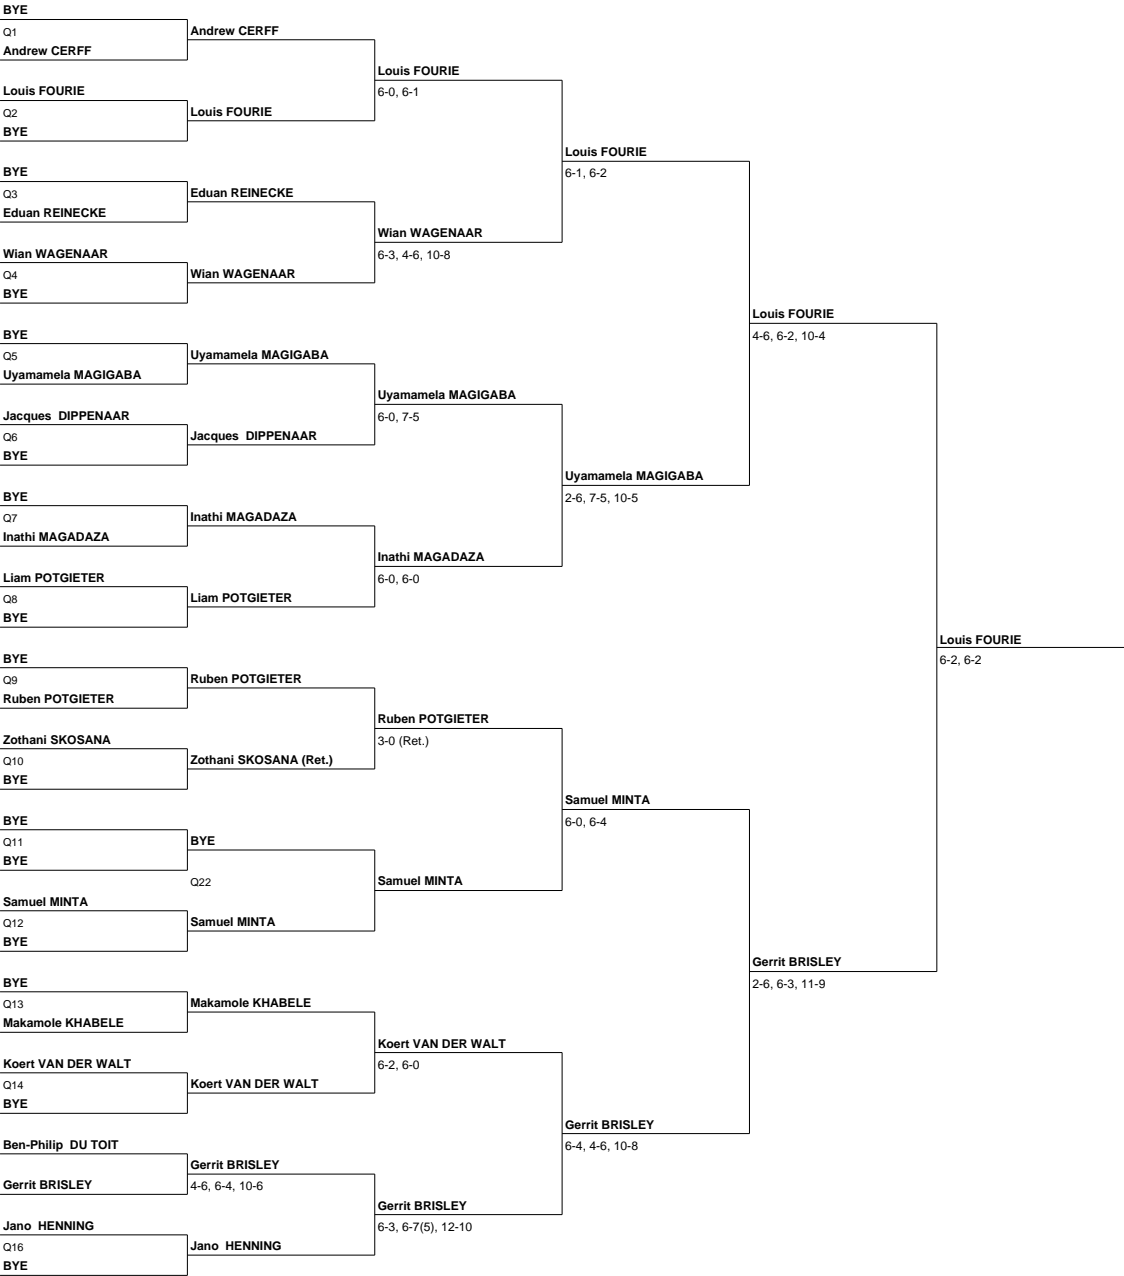 BYE
Q1
Andrew CERFF
Louis FOURIE
Q2
BYE
BYE
Q3
Eduan REINECKE
Wian WAGENAAR
Q4
BYE
BYE
Q5
Uyamamela MAGIGABA
Jacques  DIPPENAAR
Q6
BYE
BYE
Q7
Inathi MAGADAZA
Liam POTGIETER
Q8
BYE
BYE
Q9
Ruben POTGIETER
Zothani SKOSANA
Q10
BYE
BYE
Q11
BYE
Samuel MINTA
Q12
BYE
BYE
Q13
Makamole KHABELE
Koert VAN DER WALT
Q14
BYE
Ben-Philip  DU TOIT
Gerrit BRISLEY
Jano  HENNING
Q16
BYE
Andrew CERFF
Louis FOURIE
Eduan REINECKE
Wian WAGENAAR
Uyamamela MAGIGABA
Jacques  DIPPENAAR
Inathi MAGADAZA
Liam POTGIETER
Ruben POTGIETER
Zothani SKOSANA (Ret.)
BYE
Q22
Samuel MINTA
Makamole KHABELE
Koert VAN DER WALT
Gerrit BRISLEY
4-6, 6-4, 10-6
Jano  HENNING
Louis FOURIE
6-0, 6-1
Wian WAGENAAR
6-3, 4-6, 10-8
Uyamamela MAGIGABA
6-0, 7-5
Inathi MAGADAZA
6-0, 6-0
Ruben POTGIETER
3-0 (Ret.)
Samuel MINTA
Koert VAN DER WALT
6-2, 6-0
Gerrit BRISLEY
6-3, 6-7(5), 12-10
Louis FOURIE
6-1, 6-2
Uyamamela MAGIGABA
2-6, 7-5, 10-5
Samuel MINTA
6-0, 6-4
Gerrit BRISLEY
6-4, 4-6, 10-8
Louis FOURIE
4-6, 6-2, 10-4
Gerrit BRISLEY
2-6, 6-3, 11-9
Louis FOURIE
6-2, 6-2